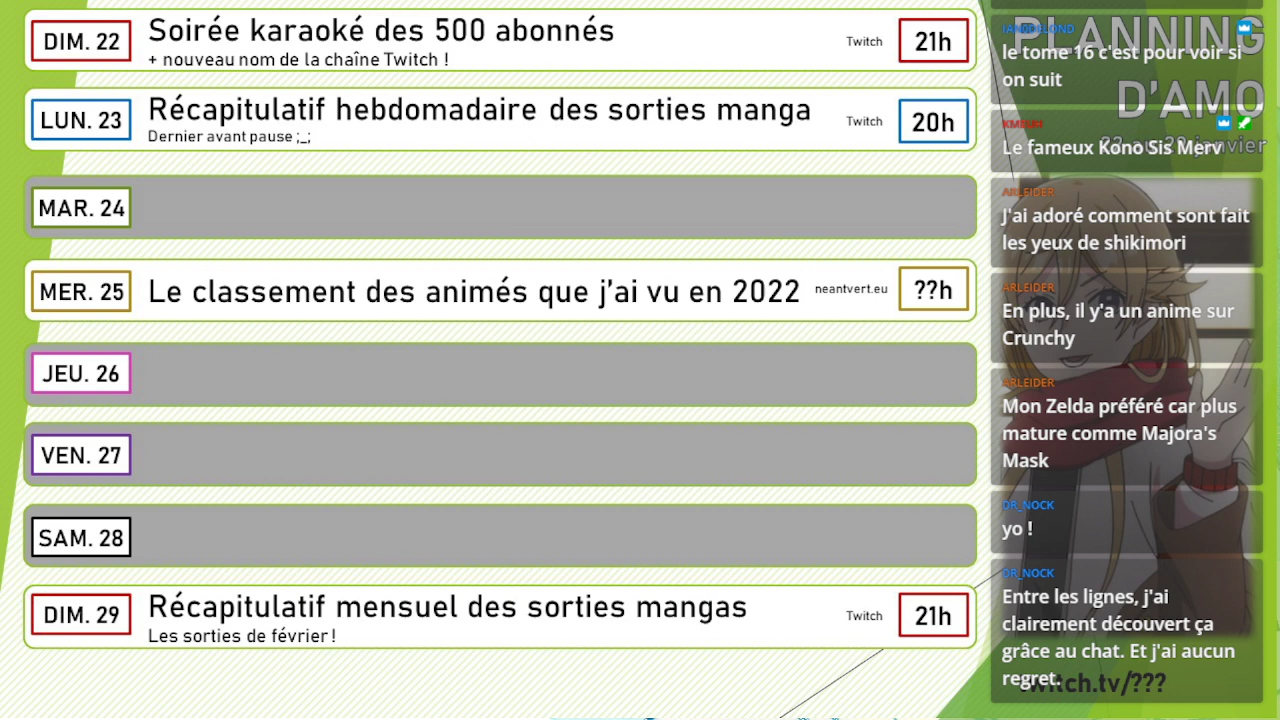 DIM. 22
Soirée karaoké des 500 abonnés
+ nouveau nom de la chaîne Twitch !
Twitch
21h
LUN. 23
Récapitulatif hebdomadaire des sorties manga
Dernier avant pause ;_;
Twitch
20h
MAR. 24
MER. 25
Le classement des animés que j'ai vu en 2022
neantvert.eu
??h
JEU. 26
VEN. 27
SAM. 28
DIM. 29
Récapitulatif mensuel des sorties mangas
Les sorties de février !
Twitch
21h
PLANNING
D'AMO
janvier
le tome 16 c'est pour voir si
on suit
Le fameux Kono Sis Merv
ARLEIDER
J'ai adoré comment sont fait
les yeux de shikimori
ARLEIDER
En plus, il y'a un anime sur
Crunchy
ARLEIDER
Mon Zelda préféré car plus
mature comme Majora's
Mask
DR_NOCK
yo !
DR_NOCK
Entre les lignes, j'ai
clairement découvert ça
grâce au chat. Et j'ai aucun
regret.
twitch.tv/???